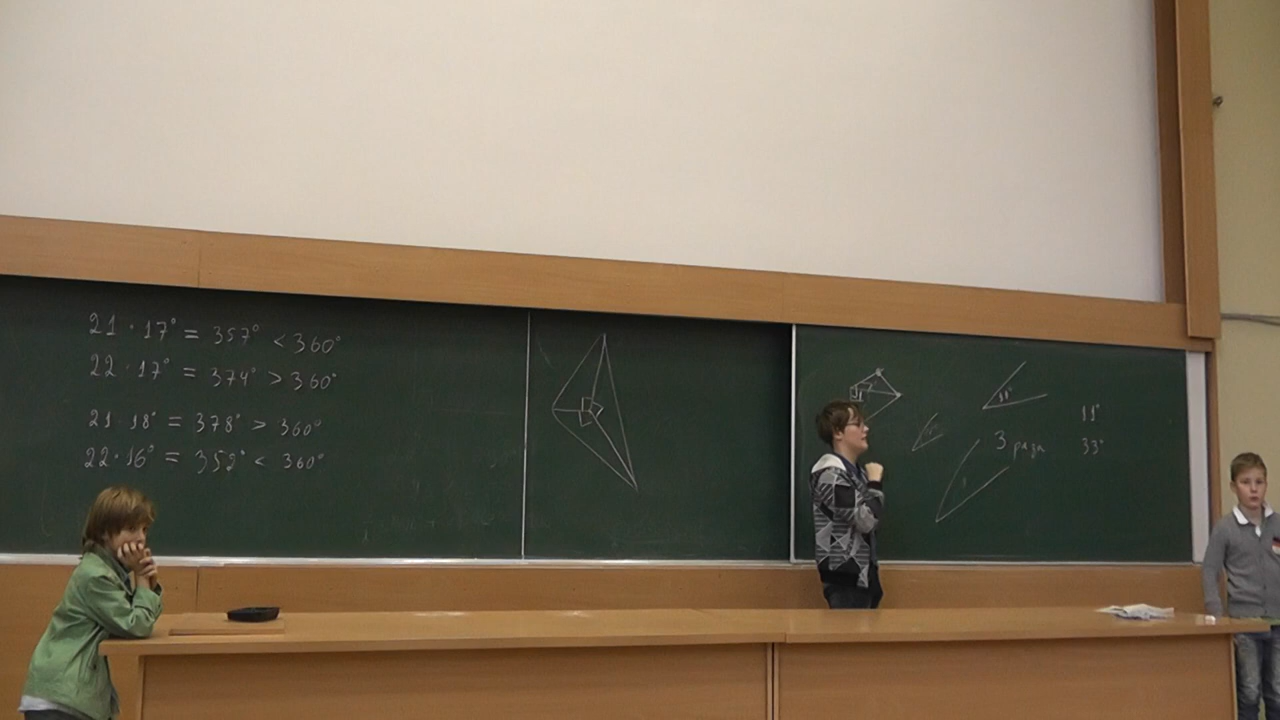 21 · 17° = 357° < 360°
22 · 17° = 374° > 360°
21 · 18° = 378° > 360°
22 · 16° = 352° < 360°
11°
11°
3 раза
33°